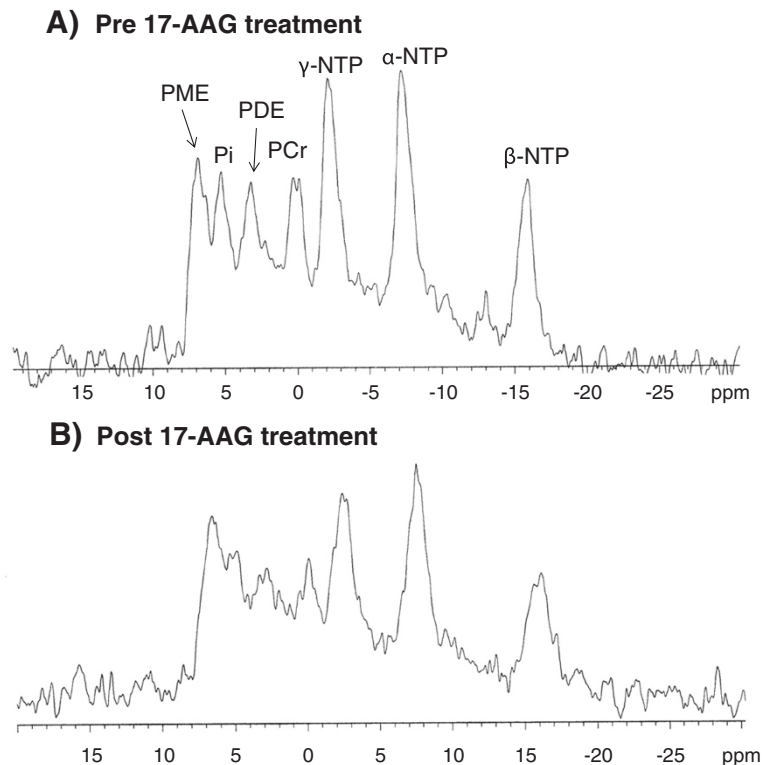 A) Pre 17-AAG treatment
γ-NTP α-NTP
PME
PDE
Pi PCr β-NTP
15 10 5 0 -5 -10 -15 -20 -25 ppm
B) Post 17-AAG treatment
15 10 5 0 5 10 -15 -20 -25 ppm